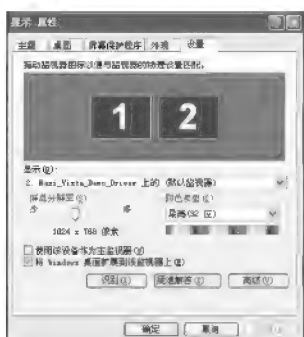 显示 属性
主题 桌面 屏幕保护程序 外观 设置
拖动监视器图标以便与监视器的物理设置匹配。
1 2
显示(D):
2. 上的 (默认监视器)
屏幕分辨率(S) 颜色质量(C)
少 多 最高(32 位)
1024 x 768 像素
使用该设备作为主监视器(U)
将 Windows 桌面扩展到该监视器上(E)
识别(I) 疑难解答(T) 高级(V)
确定 取消